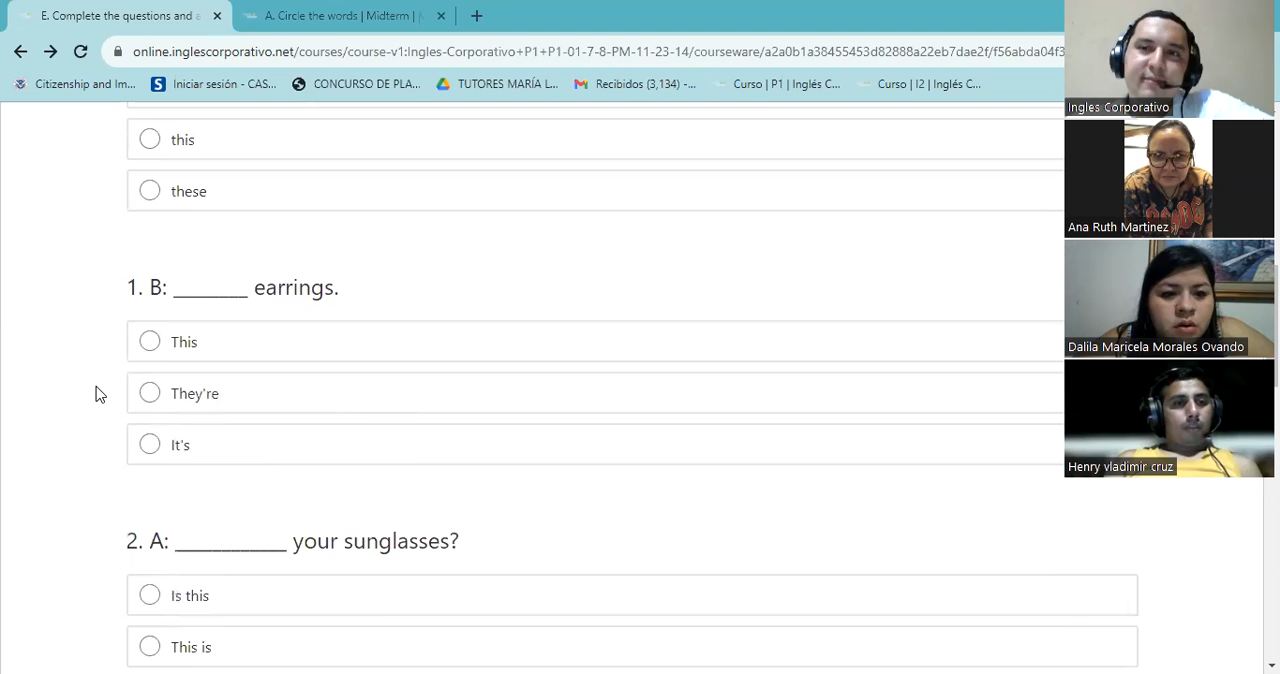 E. Complete the questions and a
A. Circle the words | Midterm |
online.inglescorporativo.net/courses/course-v1:Ingles-Corporativo+P1+P1-01-7-8-PM-11-23-14/courseware/a2a0b1a38455453d82888a22eb7dae2f/f56abda04f3
Citizenship and Im...
S Iniciar sesión - CAS...
CONCURSO DE PLA...
TUTORES MARÍA L...
Recibidos (3,134) -...
Curso | P1 | Inglés C...
Curso | I2 | Inglés C...
this
these
1. B: ________ earrings.
This
They're
It's
2. A: ____________ your sunglasses?
Is this
This is
Ingles Corporativo
Ana Ruth Martinez
Dalila Maricela Morales Ovando
Henry vladimir cruz